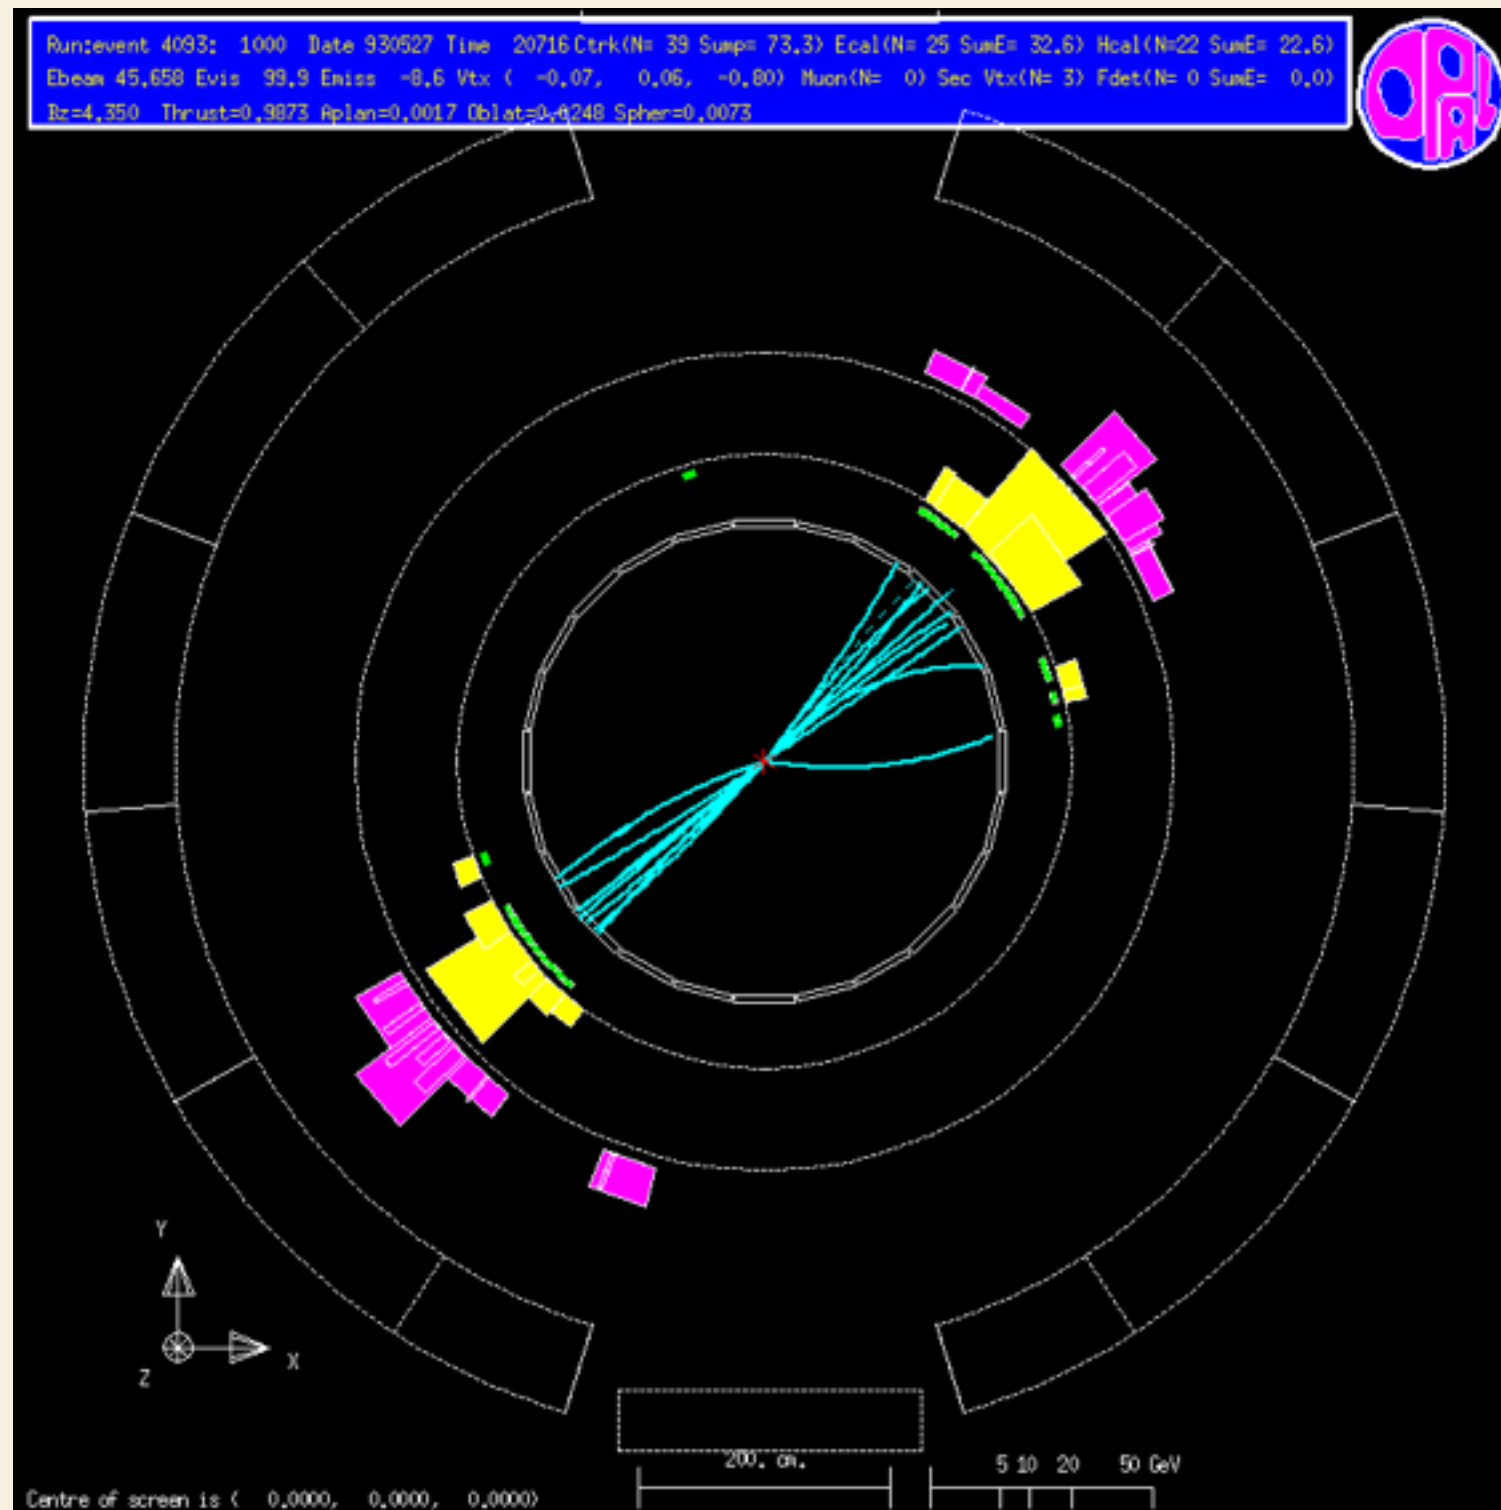 Run:event 4093: 1000 Date 930527 Time 20716 Ctrk(N= 39 Sump= 73.3) Ecal(N= 25 SumE= 32.6) Hcal(N=22 SumE= 22.6)
Ebeam 45.658 Evis 99.9 Emiss -8.6 Vtx ( -0.07, 0.06, -0.80) Muon(N= 0) Sec Vtx(N= 3) Fdet(N= 0 SumE= 0.0)
Bz=4.350 Thrust=0.9873 Aplan=0.0017 Oblat=0.0248 Spher=0.0073
OPAL
Y
X
Z
200. cm.
5 10 20 50 GeV
Centre of screen is ( 0.0000, 0.0000, 0.0000)